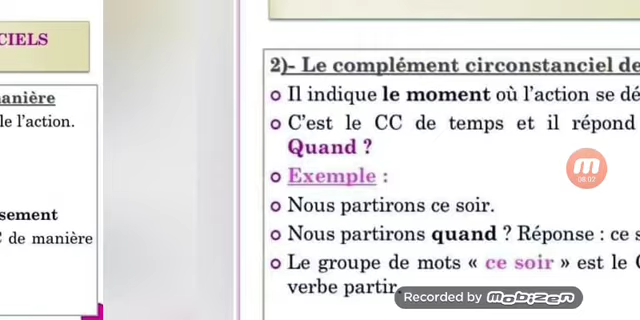 CIELS
anière
le l'action.
sement
C de manière
2)- Le complément circonstanciel de
Il indique le moment où l'action se dé
C'est le CC de temps et il répond
Quand ?
Exemple :
Nous partirons ce soir.
Nous partirons quand ? Réponse : ce s
Le groupe de mots « ce soir » est le C
verbe partir.
06:07
Recorded by MOBIZEN